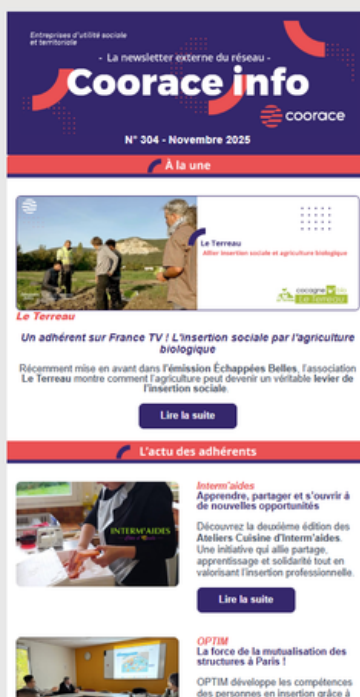 Entreprises d'utilité sociale
et territoriale
- La newsletter externe du réseau -
Coorace info
coorace
N° 304 - Novembre 2025
À la une
Le Terreau
Allier insertion sociale et agriculture biologique
cocagne
Le Terreau
Le Terreau
Un adhérent sur France TV ! L'insertion sociale par l'agriculture
biologique
Récemment mise en avant dans l'émission Échappées Belles, l'association
Le Terreau montre comment l'agriculture peut devenir un véritable levier de
l'insertion sociale.
Lire la suite
L'actu des adhérents
INTERM'AIDES
Interm'aides
Apprendre, partager et s'ouvrir à
de nouvelles opportunités
Découvrez la deuxième édition des
Ateliers Cuisine d'Interm'aides.
Une initiative qui allie partage,
apprentissage et solidarité tout en
valorisant l'insertion professionnelle.
Lire la suite
OPTIM
La force de la mutualisation des
structures à Paris !
OPTIM développe les compétences
des personnes en insertion grâce à